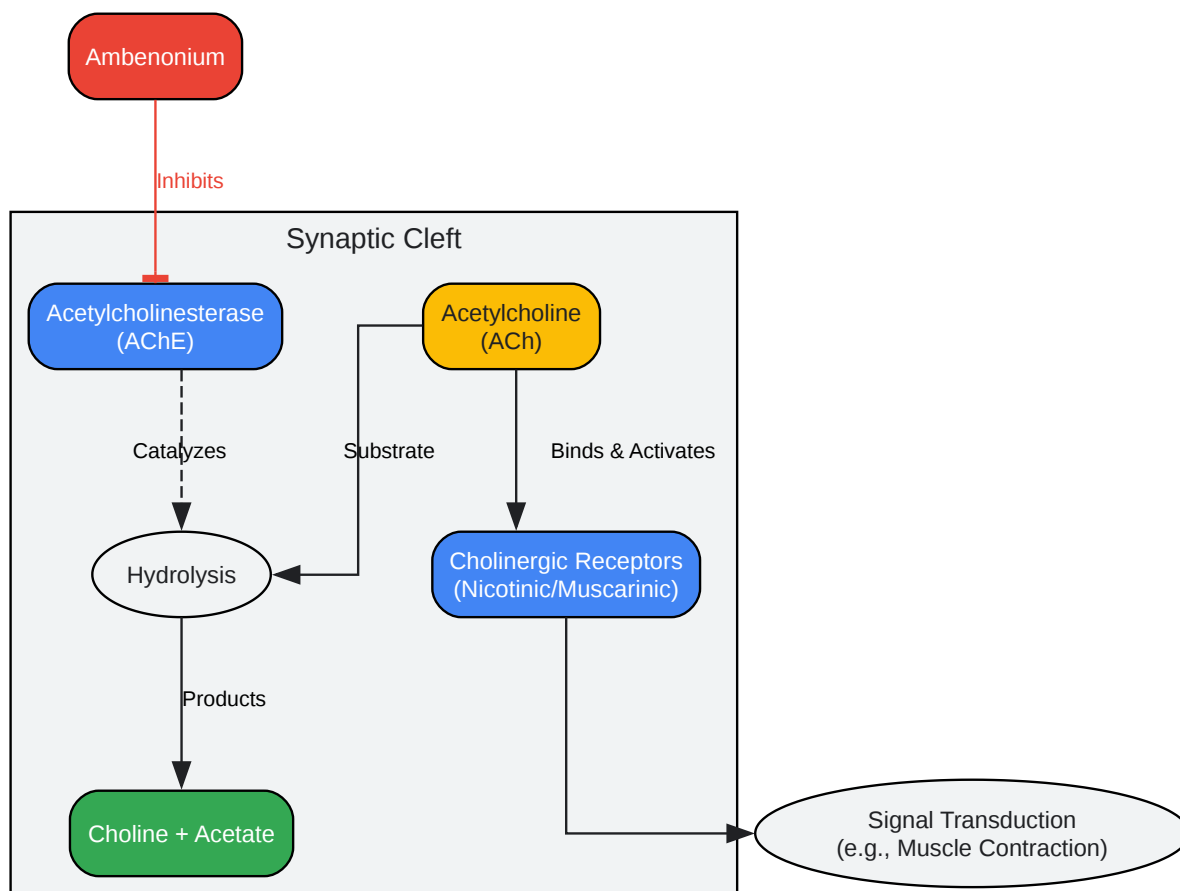 Ambenonium
Inhibits
Synaptic Cleft
Acetylcholinesterase
(AChE)
Acetylcholine
(ACh)
Catalyzes
Substrate
Binds & Activates
Hydrolysis
Cholinergic Receptors
(Nicotinic/Muscarinic)
Products
Choline + Acetate
Signal Transduction
(e.g., Muscle Contraction)